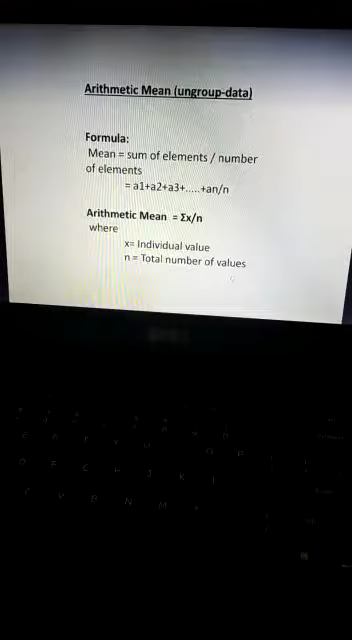 Arithmetic Mean (ungroup-data)
Formula:
Mean = sum of elements / number
of elements
= a1+a2+a3+.....+an/n
Arithmetic Mean = Σx/n
where
x= Individual value
n = Total number of values